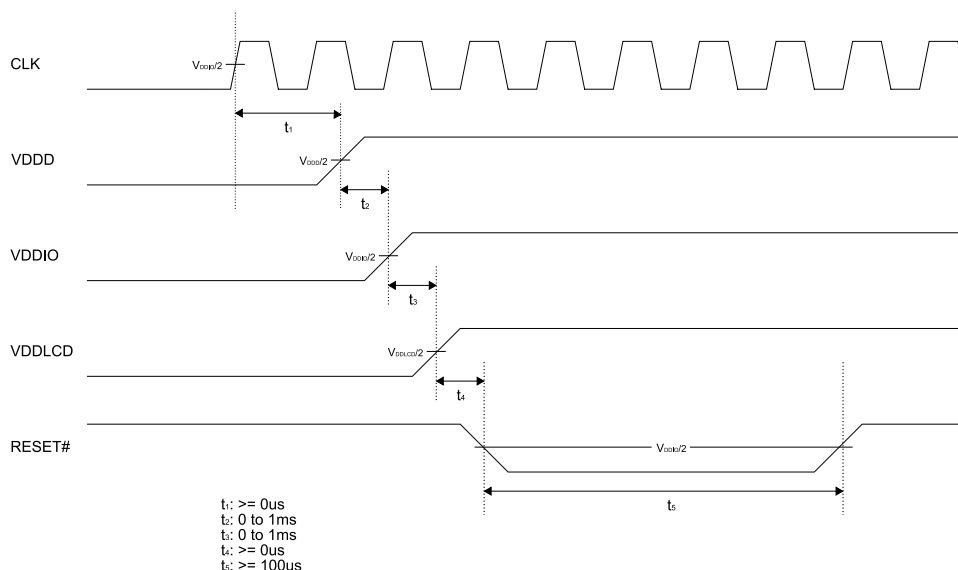 CLK
VDDIO/2
t1
VDDD
VDDD/2
t2
VDDIO
VDDIO/2
t3
VDDLCD
VDDLCD/2
t4
RESET#
VDDIO/2
t5
t1: >= 0us
t2: 0 to 1ms
t3: 0 to 1ms
t4: >= 0us
t5: >= 100us